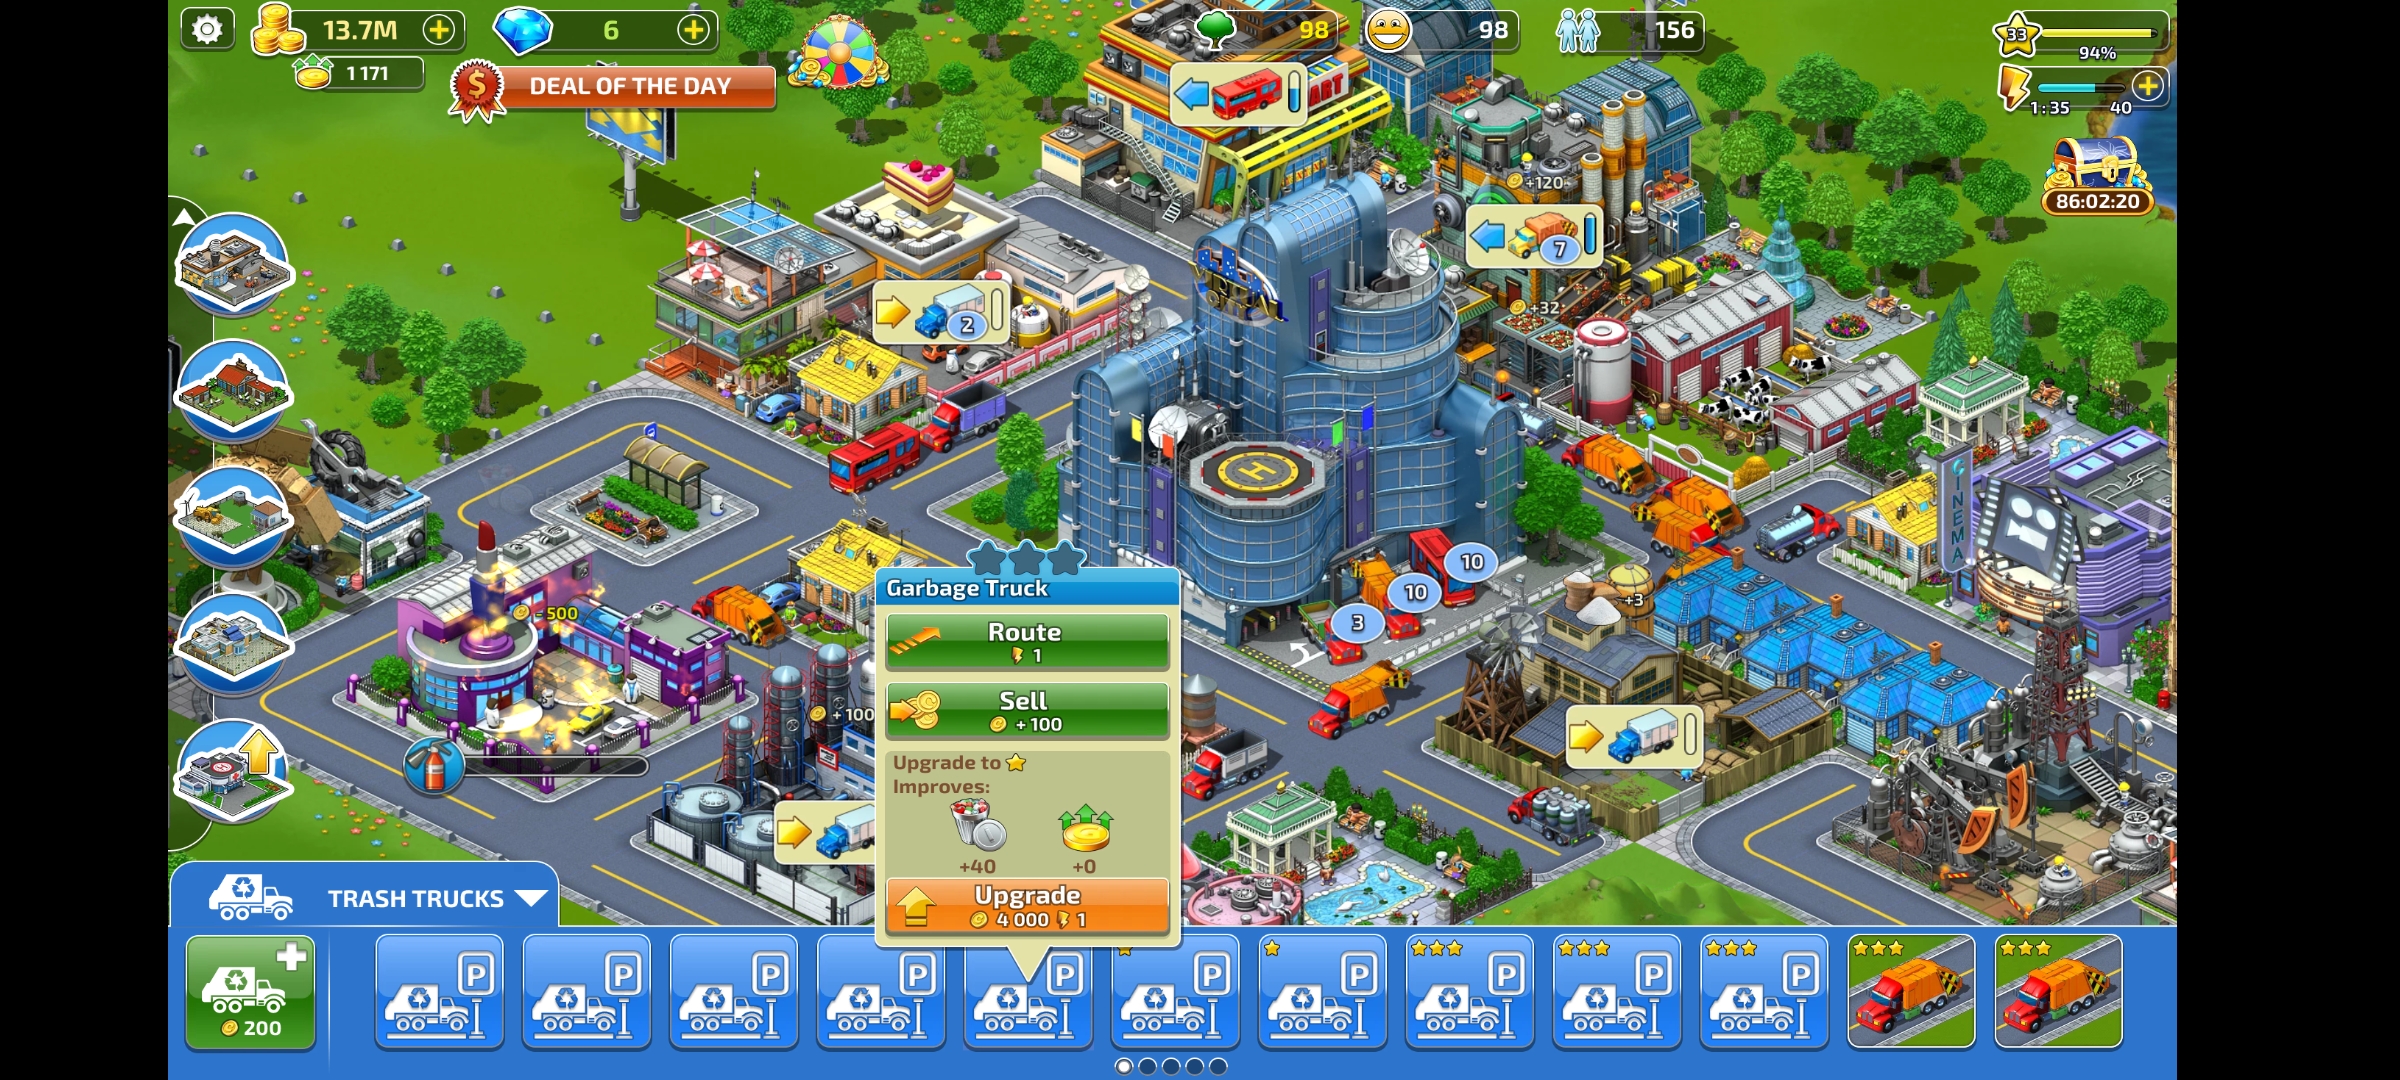 13.7M
6
98
98
156
33
94%
1 171
DEAL OF THE DAY
1:35
40
86:02:20
+120
7
+32
2
CINEMA
H
10
10
3
+3
- 500
+100
Garbage Truck
Route
1
Sell
+100
Upgrade to
Improves:
+40
+0
Upgrade
4 000 1
TRASH TRUCKS
200
P
P
P
P
P
P
P
P
P
P